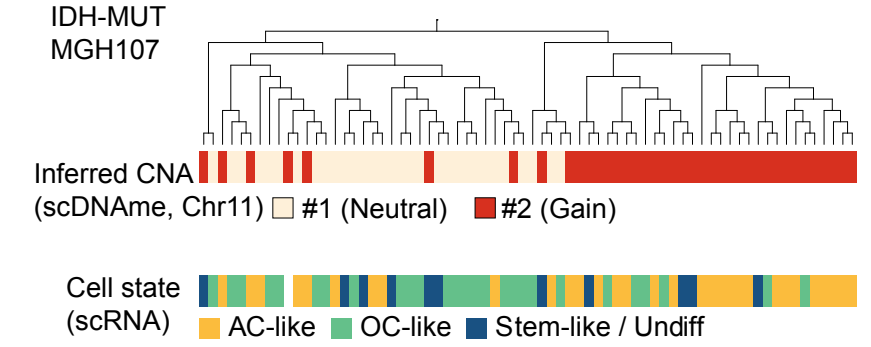 IDH-MUT
MGH107
Inferred CNA
(scDNAme, Chr11) #1 (Neutral) #2 (Gain)
Cell state
(scRNA) AC-like OC-like Stem-like / Undiff